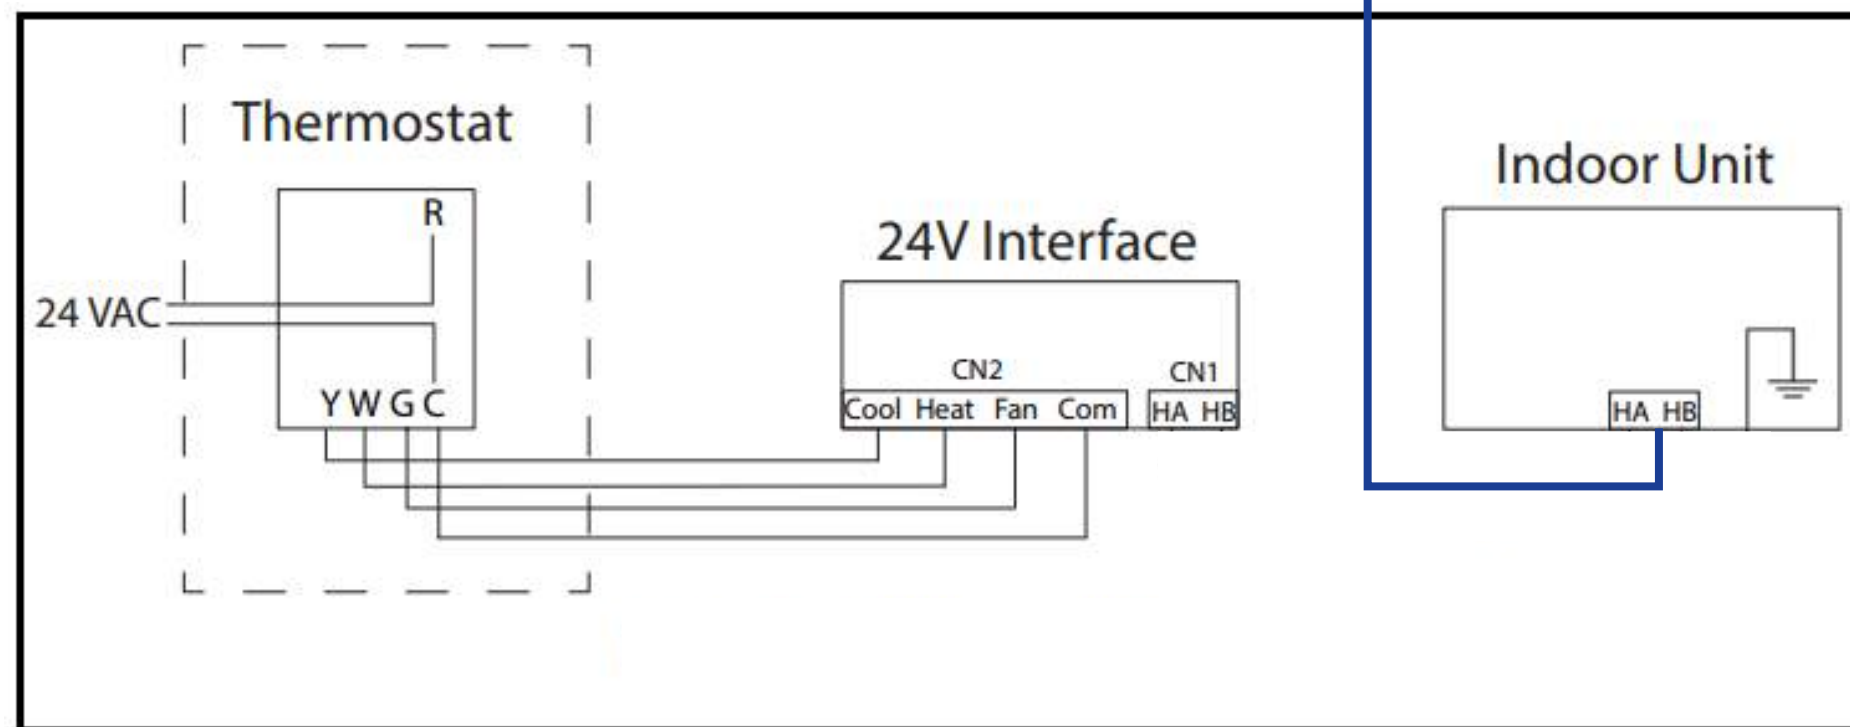 Thermostat
R
24 VAC
Y W G C
24V Interface
CN2
CN1
Cool Heat Fan Com
HA HB
Indoor Unit
HA HB